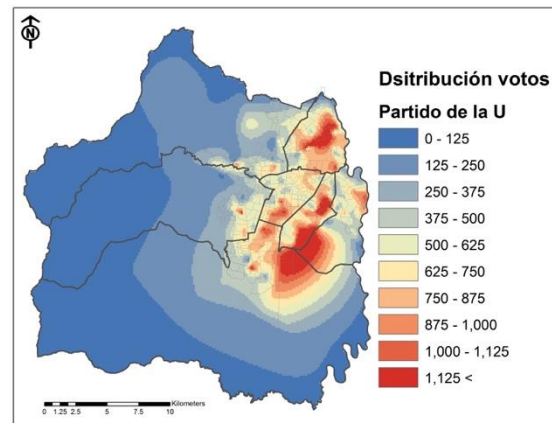 N
Dsitribución votos
Partido de la U
0 - 125
125 - 250
250 - 375
375 - 500
500 - 625
625 - 750
750 - 875
875 - 1,000
1,000 - 1,125
1,125 <
Kilometers
0 1.25 2.5 5 7.5 10